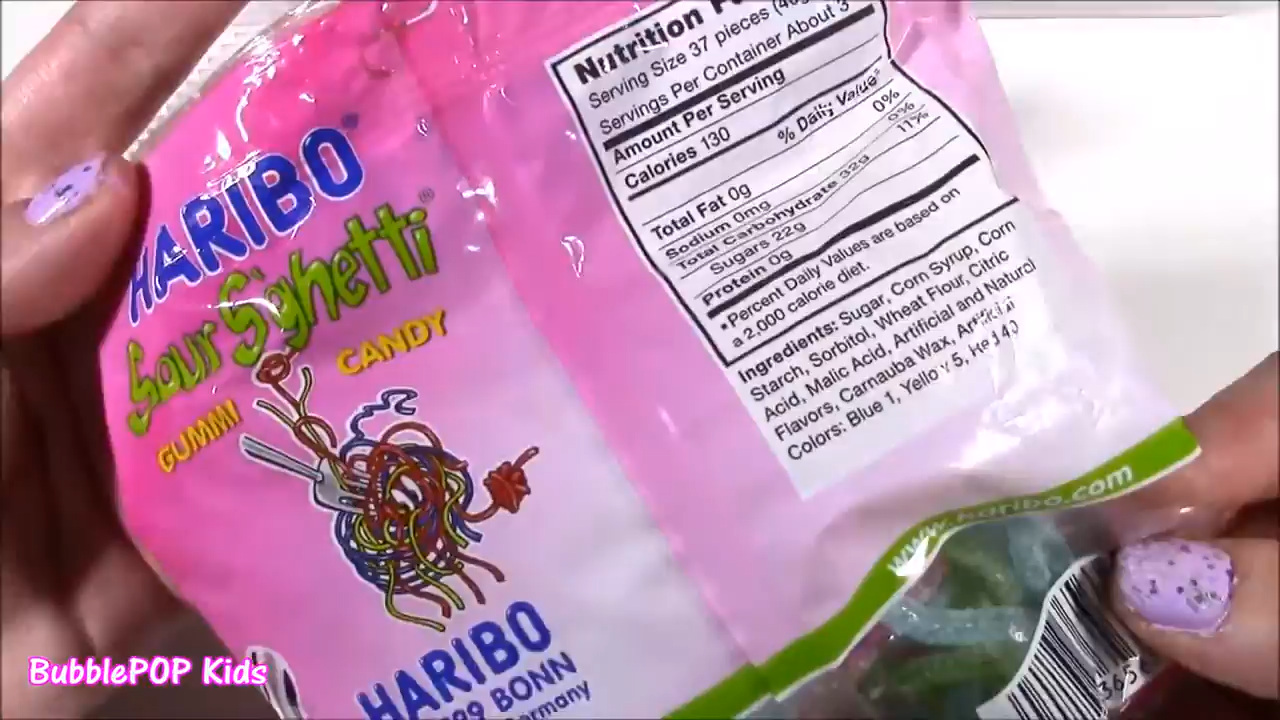 HARIBO®
Sour S'ghetti®
GUMMI CANDY
HARIBO
BONN
Germany
Nutrition
Serving Size 37 pieces
Servings Per Container About 3
Amount Per Serving
Calories 130
% Daily Value*
Total Fat 0g 0%
Sodium 0mg 0%
Total Carbohydrate 32g 11%
Sugars 22g
Protein 0g
*Percent Daily Values are based on
a 2,000 calorie diet.
Ingredients: Sugar, Corn Syrup, Corn
Starch, Sorbitol, Wheat Flour, Citric
Acid, Malic Acid, Artificial and Natural
Flavors, Carnauba Wax, Artificial
Colors: Blue 1, Yellow 5, Red 40
www.haribo.com
365
BubblePOP Kids